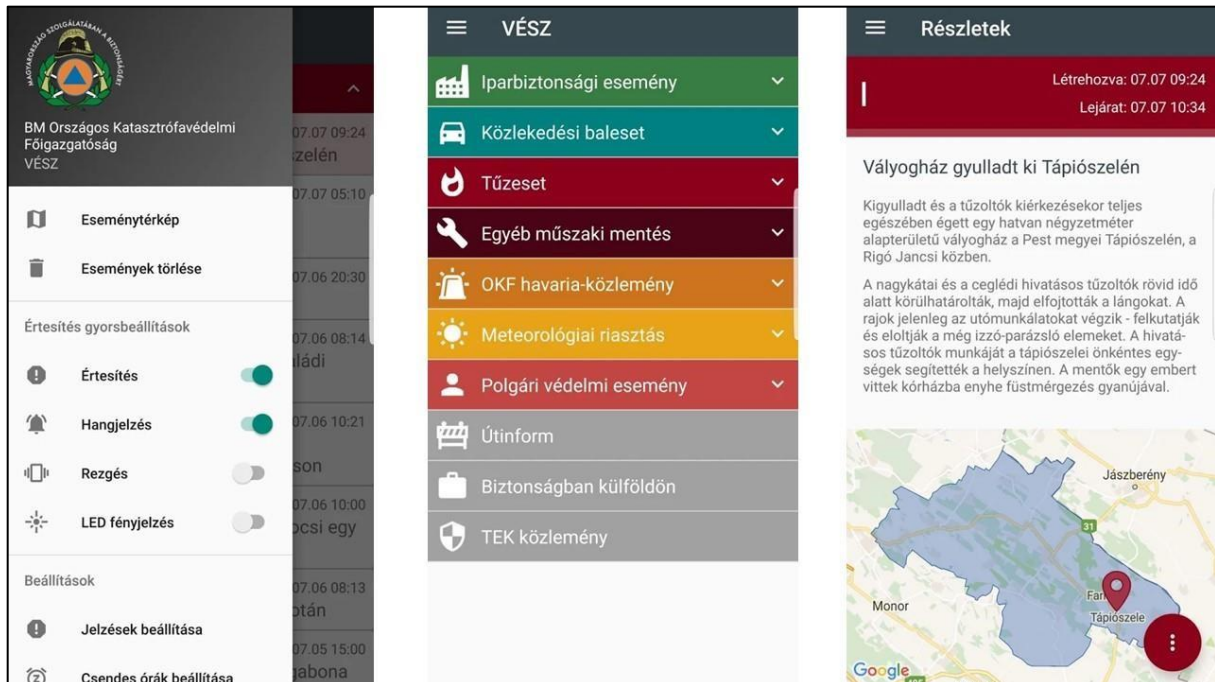 MAGYARORSZÁG SZOLGÁLATÁBAN A BIZTONSÁGÉRT
BM Országos Katasztrófavédelmi
Főigazgatóság
VÉSZ
Eseménytérkép
Események törlése
Értesítés gyorsbeállítások
Értesítés
Hangjelzés
Rezgés
LED fényjelzés
Beállítások
Jelzések beállítása
Csendes órák beállítása
07.07 09:24
zelén
07.07 05:10
07.06 20:30
07.06 08:14
aládi
07.06 10:21
son
07.06 10:00
ocsi egy
07.06 08:13
otán
07.05 15:00
gabona
VÉSZ
Iparbiztonsági esemény
Közlekedési baleset
Tűzeset
Egyéb műszaki mentés
OKF havaria-közlemény
Meteorológiai riasztás
Polgári védelmi esemény
Útinform
Biztonságban külföldön
TEK közlemény
Részletek
I
Létrehozva: 07.07 09:24
Lejárat: 07.07 10:34
Vályogház gyulladt ki Tápiószelén
Kigyulladt és a tűzoltók kiérkezésekor teljes
egészében égett egy hatvan négyzetméter
alapterületű vályogház a Pest megyei Tápiószelén, a
Rigó Jancsi közben.
A nagykátai és a ceglédi hivatásos tűzoltók rövid idő
alatt körülhatárolták, majd elfojtották a lángokat. A
rajok jelenleg az utómunkálatokat végzik - felkutatják
és eloltják a még izzó-parázsló elemeket. A hivatá-
sos tűzoltók munkáját a tápiószelei önkéntes egy-
ségek segítették a helyszínen. A mentők egy embert
vittek kórházba enyhe füstmérgezés gyanújával.
Jászberény
31
Monor
Far
Tápiószele
Google